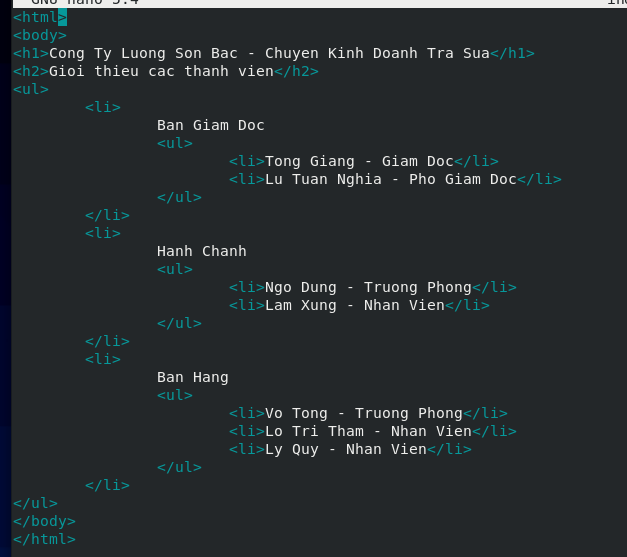 GNU nano 5.4
<html>
<body>
<h1>Cong Ty Luong Son Bac - Chuyen Kinh Doanh Tra Sua</h1>
<h2>Gioi thieu cac thanh vien</h2>
<ul>
<li>
Ban Giam Doc
<ul>
<li>Tong Giang - Giam Doc</li>
<li>Lu Tuan Nghia - Pho Giam Doc</li>
</ul>
</li>
<li>
Hanh Chanh
<ul>
<li>Ngo Dung - Truong Phong</li>
<li>Lam Xung - Nhan Vien</li>
</ul>
</li>
<li>
Ban Hang
<ul>
<li>Vo Tong - Truong Phong</li>
<li>Lo Tri Tham - Nhan Vien</li>
<li>Ly Quy - Nhan Vien</li>
</ul>
</li>
</ul>
</body>
</html>